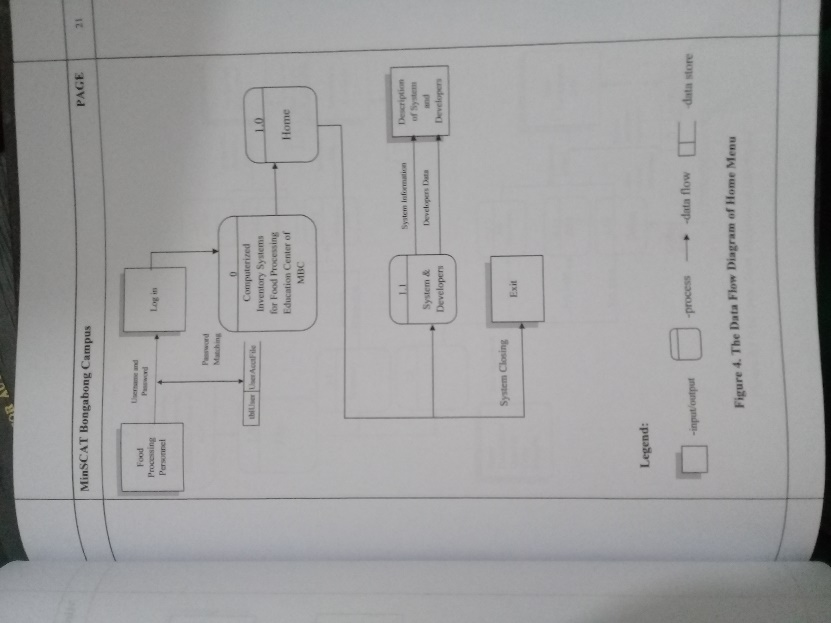 MinSCAT Bongabong Campus
PAGE 21
Food
Processing
Personnel
Username and
Password
Log in
Password
Matching
tblUser UserAcctFile
0
Computerized
Inventory Systems
for Food Processing
Education Center of
MBC
1.0
Home
1.1
System &
Developers
System Information
Developers Data
Description
of System
and
Developers
System Closing
Exit
Legend:
-input/output
-process
-data flow
-data store
Figure 4. The Data Flow Diagram of Home Menu